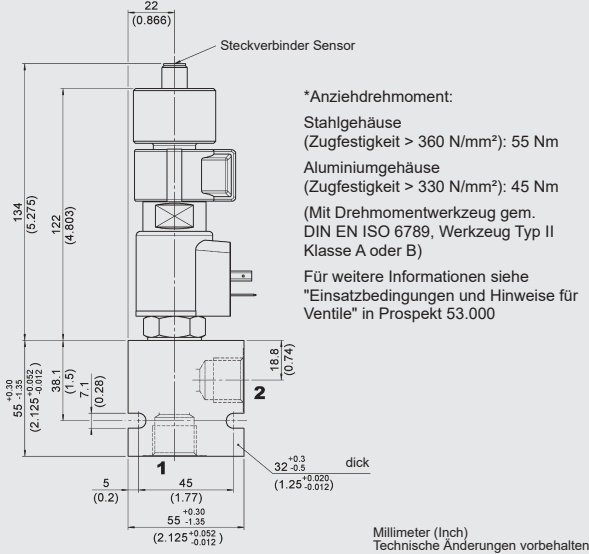 22
(0.866)
Steckverbinder Sensor
134
(5.275)
122
(4.803)
*Anziehdrehmoment:
Stahlgehäuse
(Zugfestigkeit > 360 N/mm²): 55 Nm
Aluminiumgehäuse
(Zugfestigkeit > 330 N/mm²): 45 Nm
(Mit Drehmomentwerkzeug gem.
DIN EN ISO 6789, Werkzeug Typ II
Klasse A oder B)
Für weitere Informationen siehe
"Einsatzbedingungen und Hinweise für
Ventile" in Prospekt 53.000
55 +0.30 -1.35
(2.125 +0.052 -0.012)
38.1
(1.5)
7.1
(0.28)
18.8
(0.74)
2
1
32 +0.3 -0.5 dick
(1.25 +0.020 -0.012)
5
(0.2)
45
(1.77)
55 +0.30 -1.35
(2.125 +0.052 -0.012 )
Millimeter (Inch)
Technische Änderungen vorbehalten